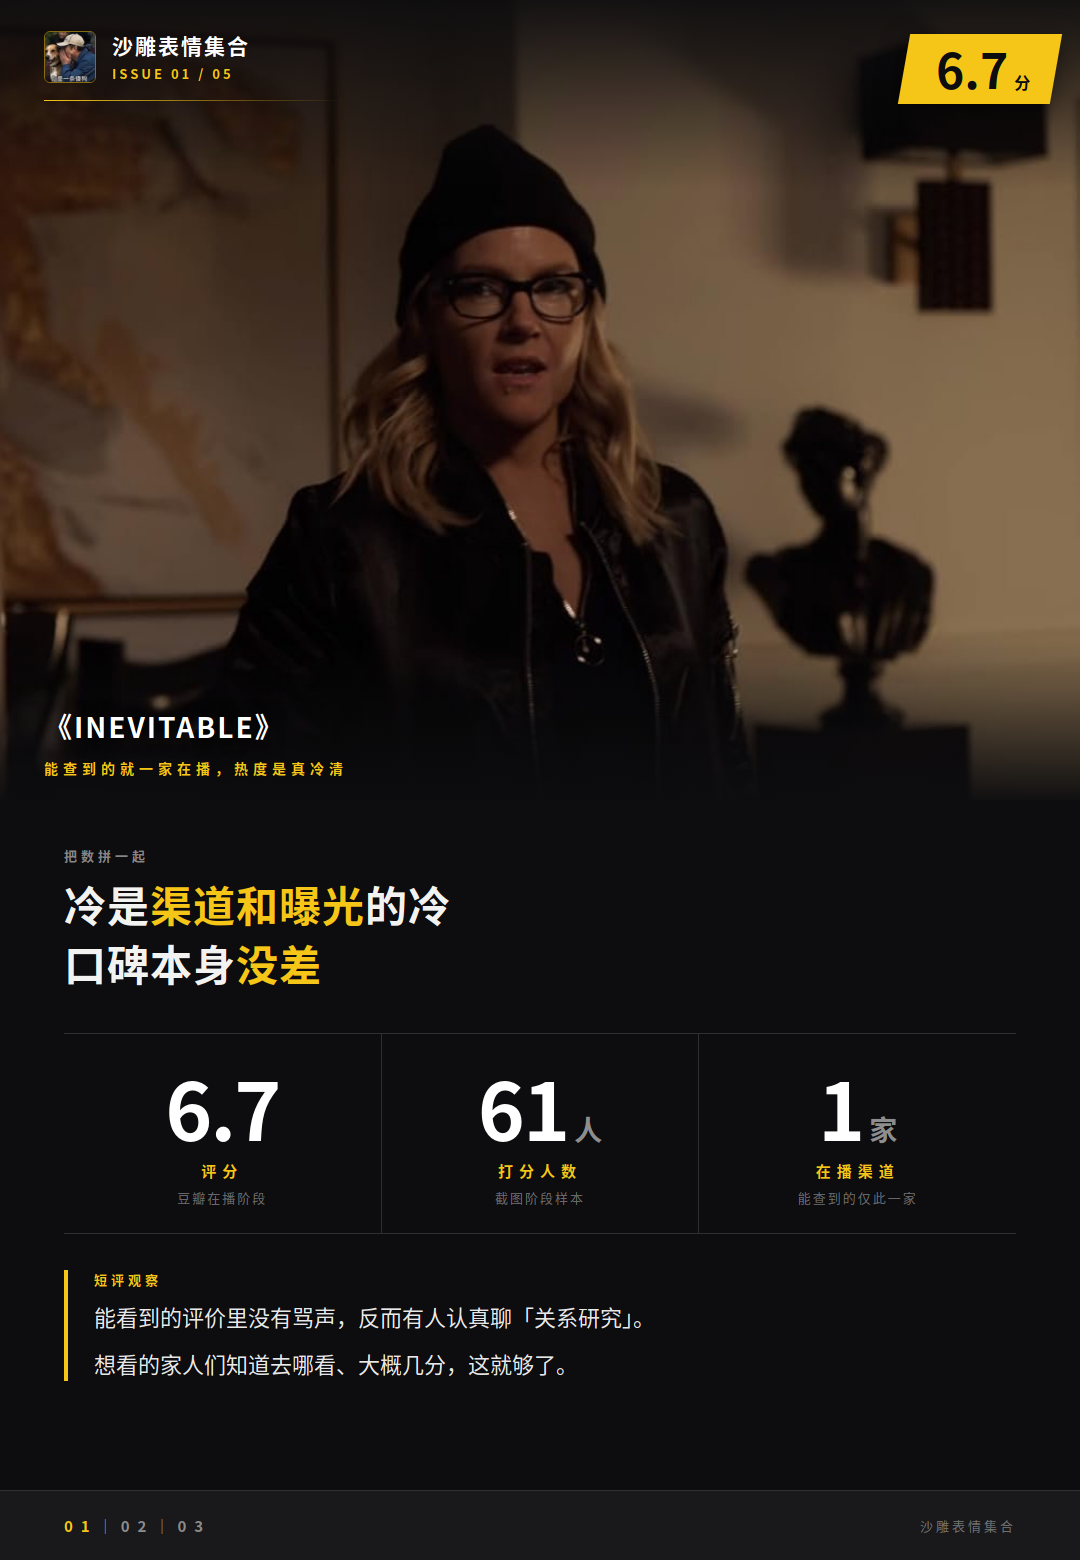 沙雕表情集合
ISSUE 01 / 05
6.7分
《INEVITABLE》
能查到的就一家在播，热度是真冷清
把数拼一起
冷是渠道和曝光的冷
口碑本身没差
6.7
评分
豆瓣在播阶段
61人
打分人数
截图阶段样本
1家
在播渠道
能查到的仅此一家
短评观察
能看到的评价里没有骂声，反而有人认真聊「关系研究」。
想看的家人们知道去哪看、大概几分，这就够了。
01 | 02 | 03
沙雕表情集合